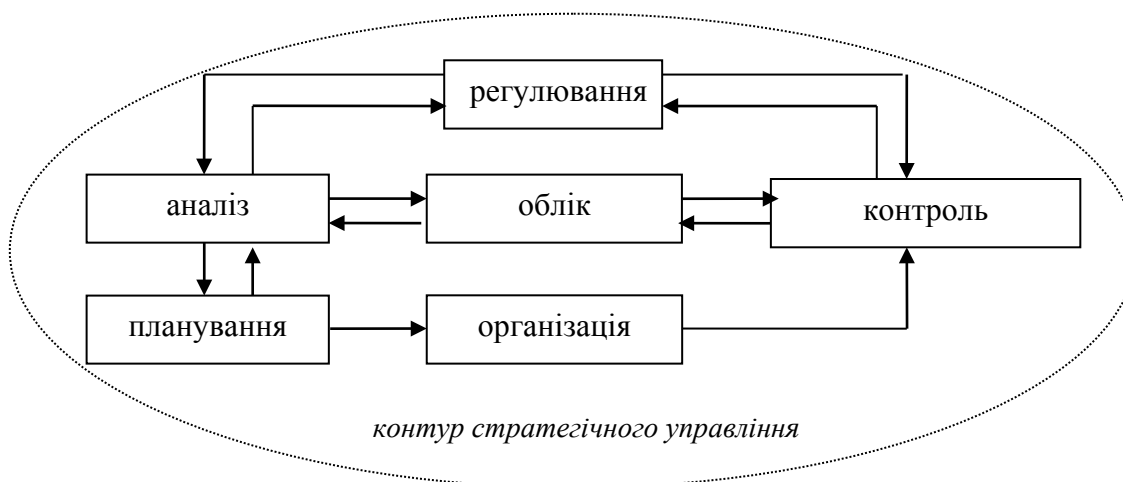 регулювання
аналіз
облік
контроль
планування
організація
контур стратегічного управління